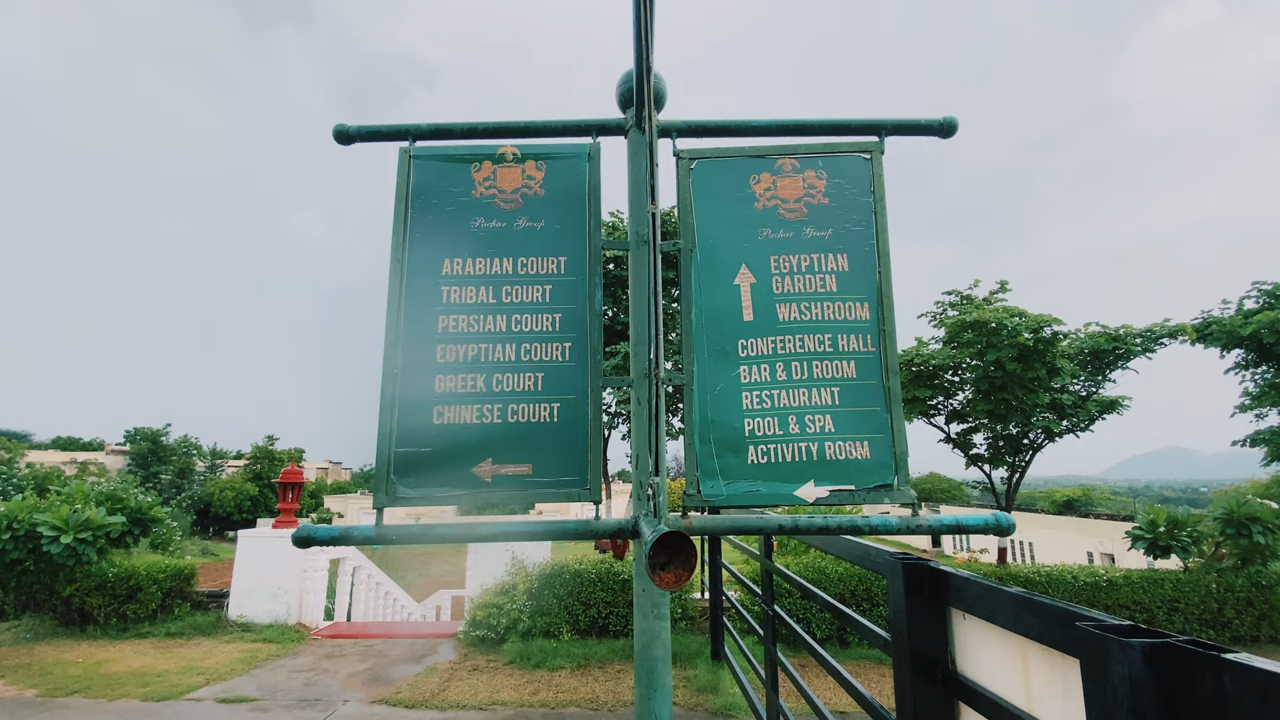 Pachar Group
ARABIAN COURT
TRIBAL COURT
PERSIAN COURT
EGYPTIAN COURT
GREEK COURT
CHINESE COURT
Pachar Group
EGYPTIAN
GARDEN
WASHROOM
CONFERENCE HALL
BAR & DJ ROOM
RESTAURANT
POOL & SPA
ACTIVITY ROOM